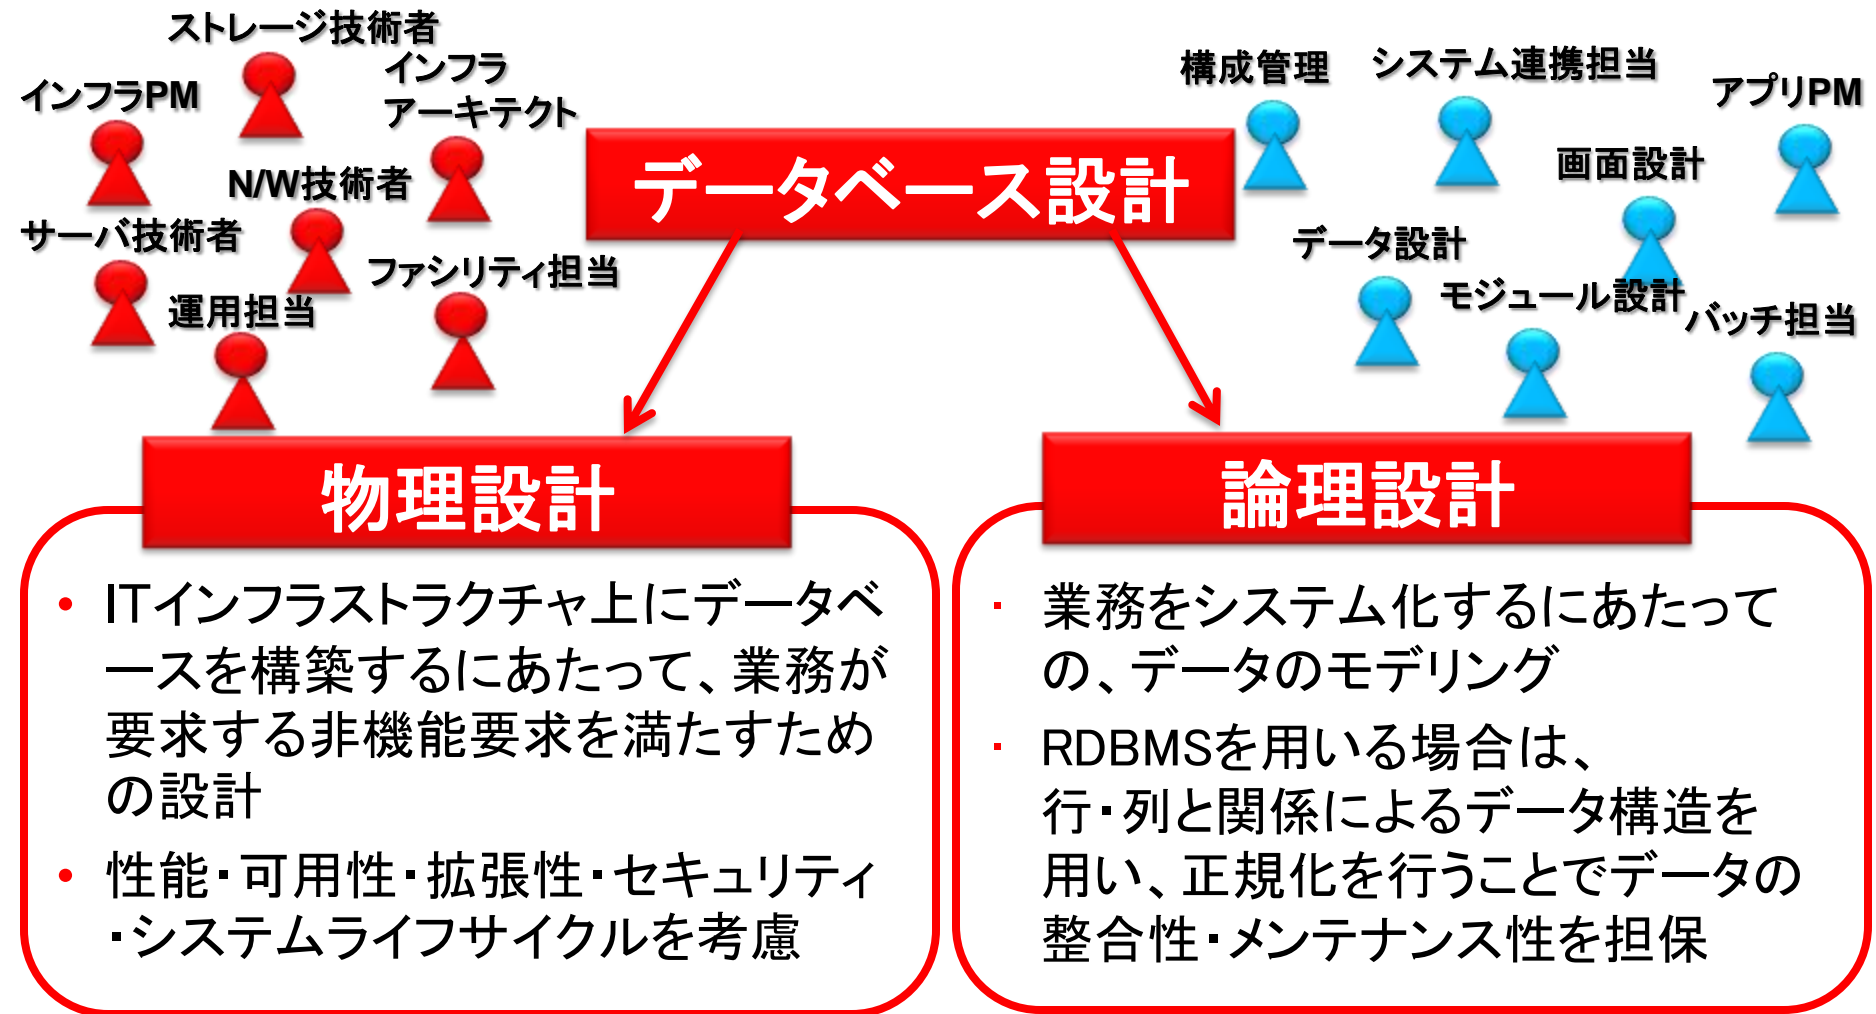 ストレージ技術者
インフラPM
インフラ
アーキテクト
N/W技術者
サーバ技術者
ファシリティ担当
運用担当
データベース設計
構成管理
システム連携担当
アプリPM
画面設計
データ設計
モジュール設計
バッチ担当
物理設計
• ITインフラストラクチャ上にデータベ
ースを構築するにあたって、業務が
要求する非機能要求を満たすため
の設計
• 性能・可用性・拡張性・セキュリティ
・システムライフサイクルを考慮
論理設計
・ 業務をシステム化するにあたって
の、データのモデリング
・ RDBMSを用いる場合は、
行・列と関係によるデータ構造を
用い、正規化を行うことでデータの
整合性・メンテナンス性を担保